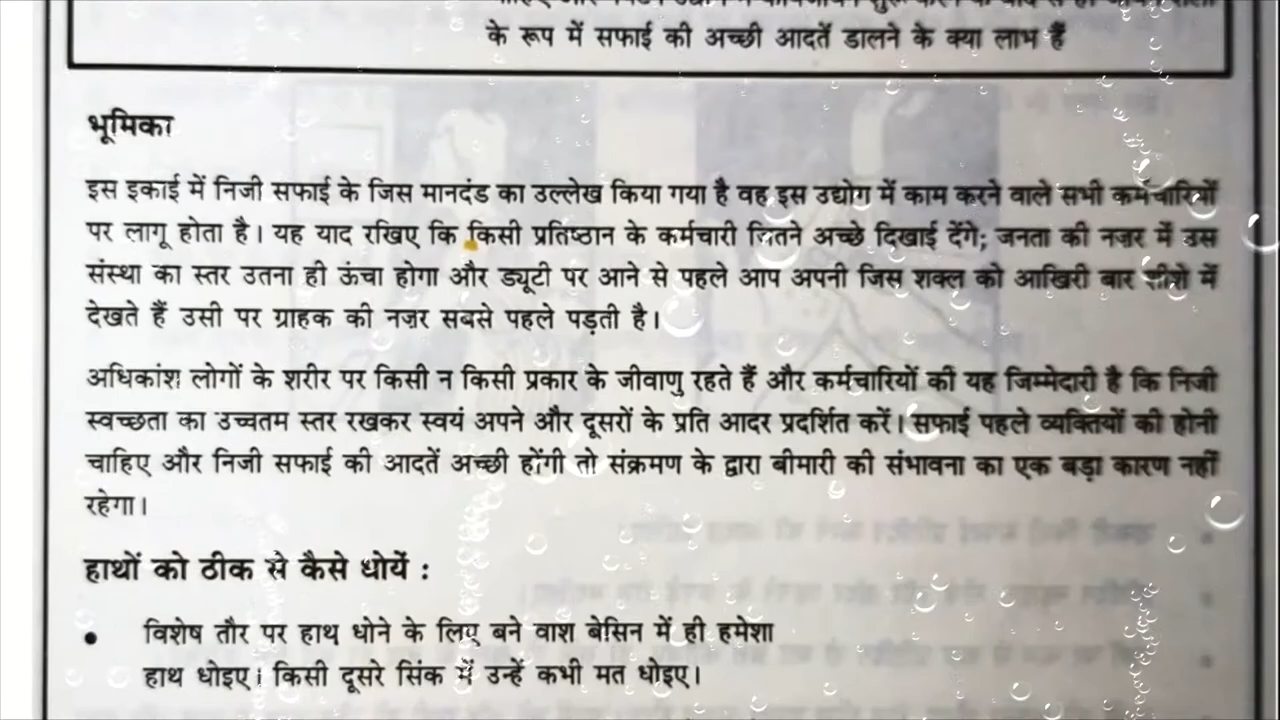 के रूप में सफाई की अच्छी आदतें डालने के क्या लाभ हैं
भूमिका
इस इकाई में निजी सफाई के जिस मानदंड का उल्लेख किया गया है वह इस उद्योग में काम करने वाले सभी कर्मचारियों
पर लागू होता है। यह याद रखिए कि किसी प्रतिष्ठान के कर्मचारी जितने अच्छे दिखाई देंगे; जनता की नज़र में उस
संस्था का स्तर उतना ही ऊंचा होगा और ड्यूटी पर आने से पहले आप अपनी जिस शक्ल को आखिरी बार शीशे में
देखते हैं उसी पर ग्राहक की नज़र सबसे पहले पड़ती है।
अधिकांश लोगों के शरीर पर किसी न किसी प्रकार के जीवाणु रहते हैं और कर्मचारियों की यह जिम्मेदारी है कि निजी
स्वच्छता का उच्चतम स्तर रखकर स्वयं अपने और दूसरों के प्रति आदर प्रदर्शित करें। सफाई पहले व्यक्तियों की होनी
चाहिए और निजी सफाई की आदतें अच्छी होंगी तो संक्रमण के द्वारा बीमारी की संभावना का एक बड़ा कारण नहीं
रहेगा।
हाथों को ठीक से कैसे धोयें :
• विशेष तौर पर हाथ धोने के लिए बने वाश बेसिन में ही हमेशा
हाथ धोइए। किसी दूसरे सिंक में उन्हें कभी मत धोइए।